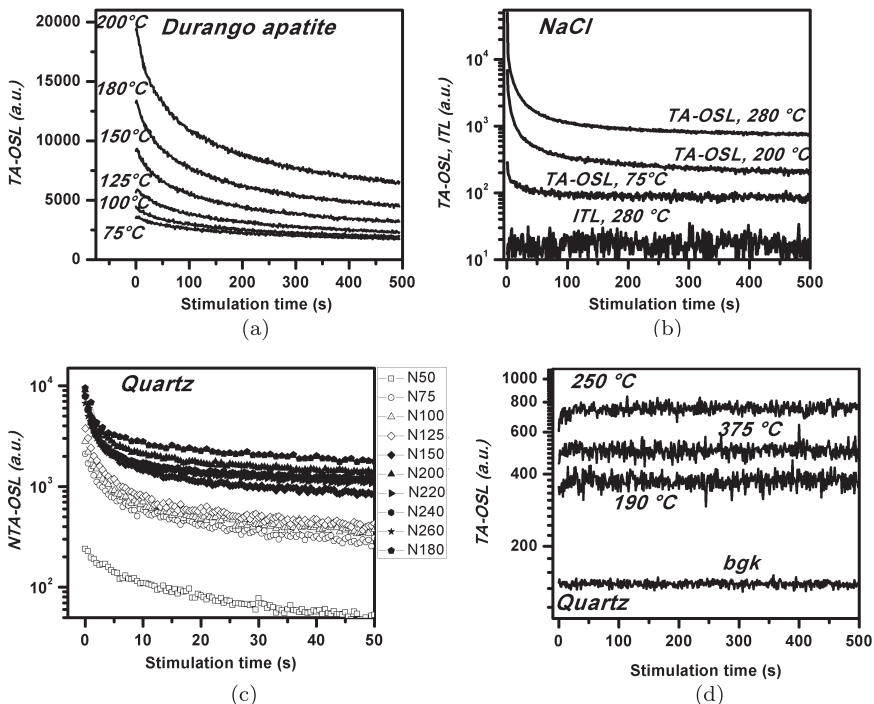 Durango apatite
200°C
180°C
150°C
125°C
100°C
75°C
TA-OSL (a.u.)
20000
15000
10000
5000
0
0 100 200 300 400 500
Stimulation time (s)
(a)
NaCl
TA-OSL, 280 °C
TA-OSL, 200 °C
TA-OSL, 75°C
ITL, 280 °C
TA-OSL, ITL (a.u.)
10^4
10^3
10^2
10^1
0 100 200 300 400 500
Stimulation time (s)
(b)
Quartz
NTA-OSL (a.u.)
10^4
10^3
10^2
0 10 20 30 40 50
Stimulation time (s)
N50
N75
N100
N125
N150
N200
N220
N240
N260
N180
(c)
250 °C
375 °C
190 °C
bgk
Quartz
TA-OSL (a.u.)
1000
800
600
400
200
0 100 200 300 400 500
Stimulation time (s)
(d)